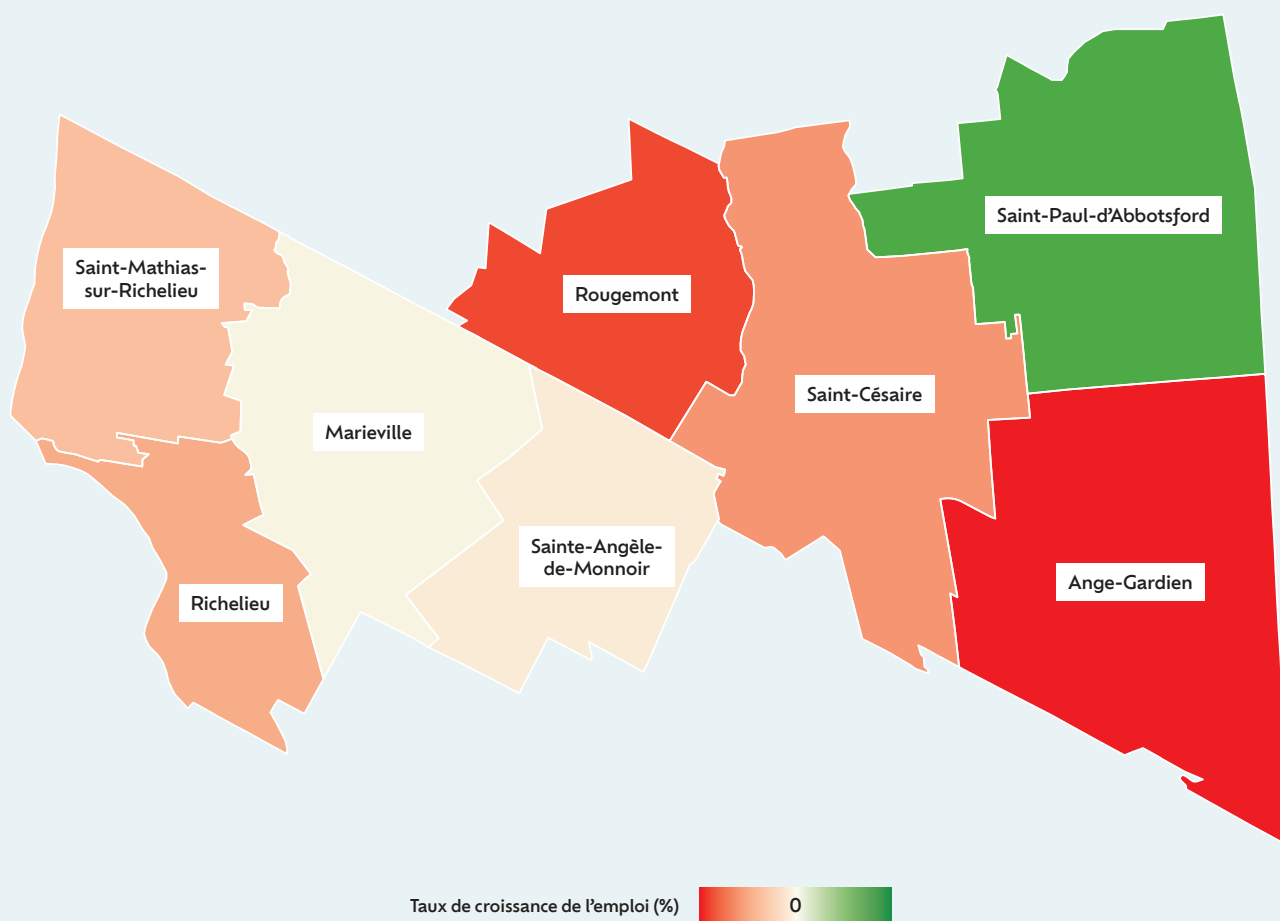 Saint-Paul-d’Abbotsford
Saint-Mathias-
sur-Richelieu
Rougemont
Saint-Césaire
Marieville
Sainte-Angèle-
de-Monnoir
Ange-Gardien
Richelieu
Taux de croissance de l’emploi (%)
0